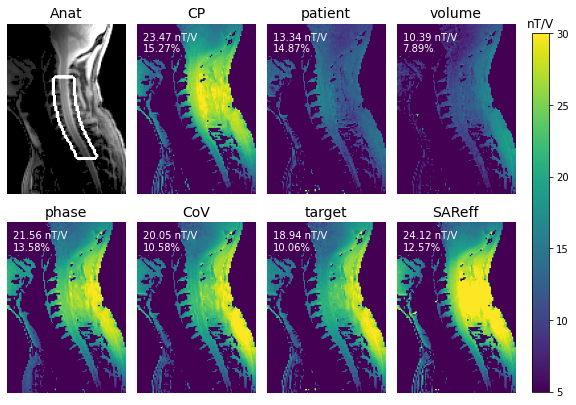 Anat
CP
patient
volume
nT/V
23.47 nT/V
15.27%
13.34 nT/V
14.87%
10.39 nT/V
7.89%
30
25
20
15
10
5
phase
CoV
target
SAReff
21.56 nT/V
13.58%
20.05 nT/V
10.58%
18.94 nT/V
10.06%
24.12 nT/V
12.57%